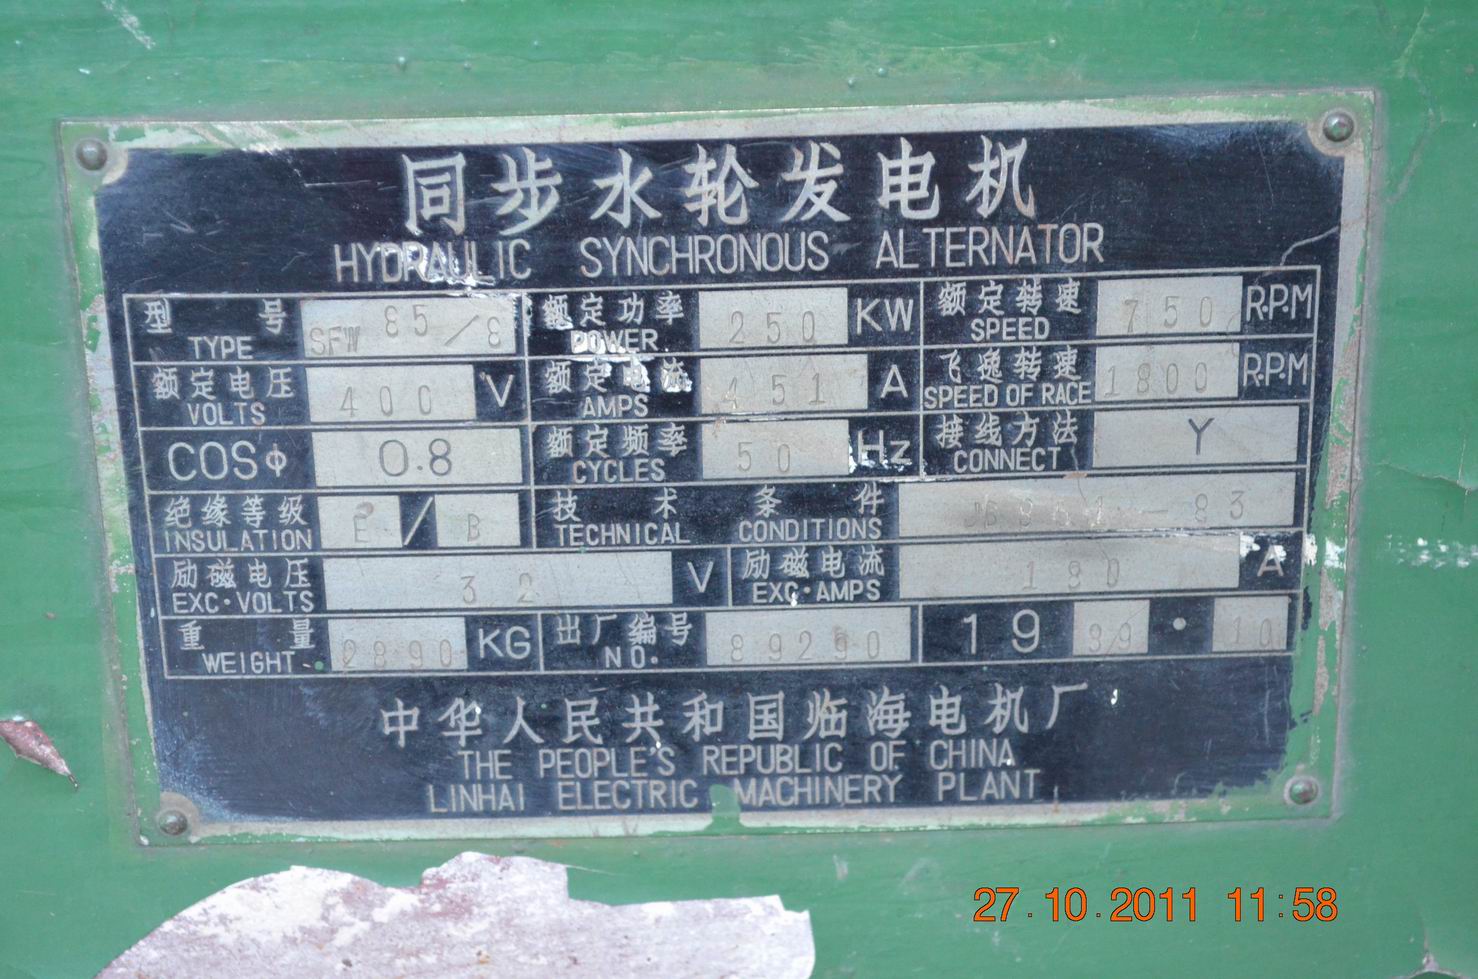 同步水轮发电机
HYDRAULIC SYNCHRONOUS ALTERNATOR
型号 TYPE SFW 85/8 额定功率 POWER 250 KW 额定转速 SPEED 750 R.P.M
额定电压 VOLTS 400 V 额定电流 AMPS 451 A 飞逸转速 SPEED OF RACE 1800 R.P.M
COSφ 0.8 额定频率 CYCLES 50 Hz 接线方法 CONNECT Y
绝缘等级 INSULATION E/B 技术条件 TECHNICAL CONDITIONS -83
励磁电压 EXC·VOLTS 32 V 励磁电流 EXC·AMPS 180 A
重量 WEIGHT 2890 KG 出厂编号 NO. 89290 19 89 · 10
中华人民共和国临海电机厂
THE PEOPLE'S REPUBLIC OF CHINA
LINHAI ELECTRIC MACHINERY PLANT
27.10.2011 11:58